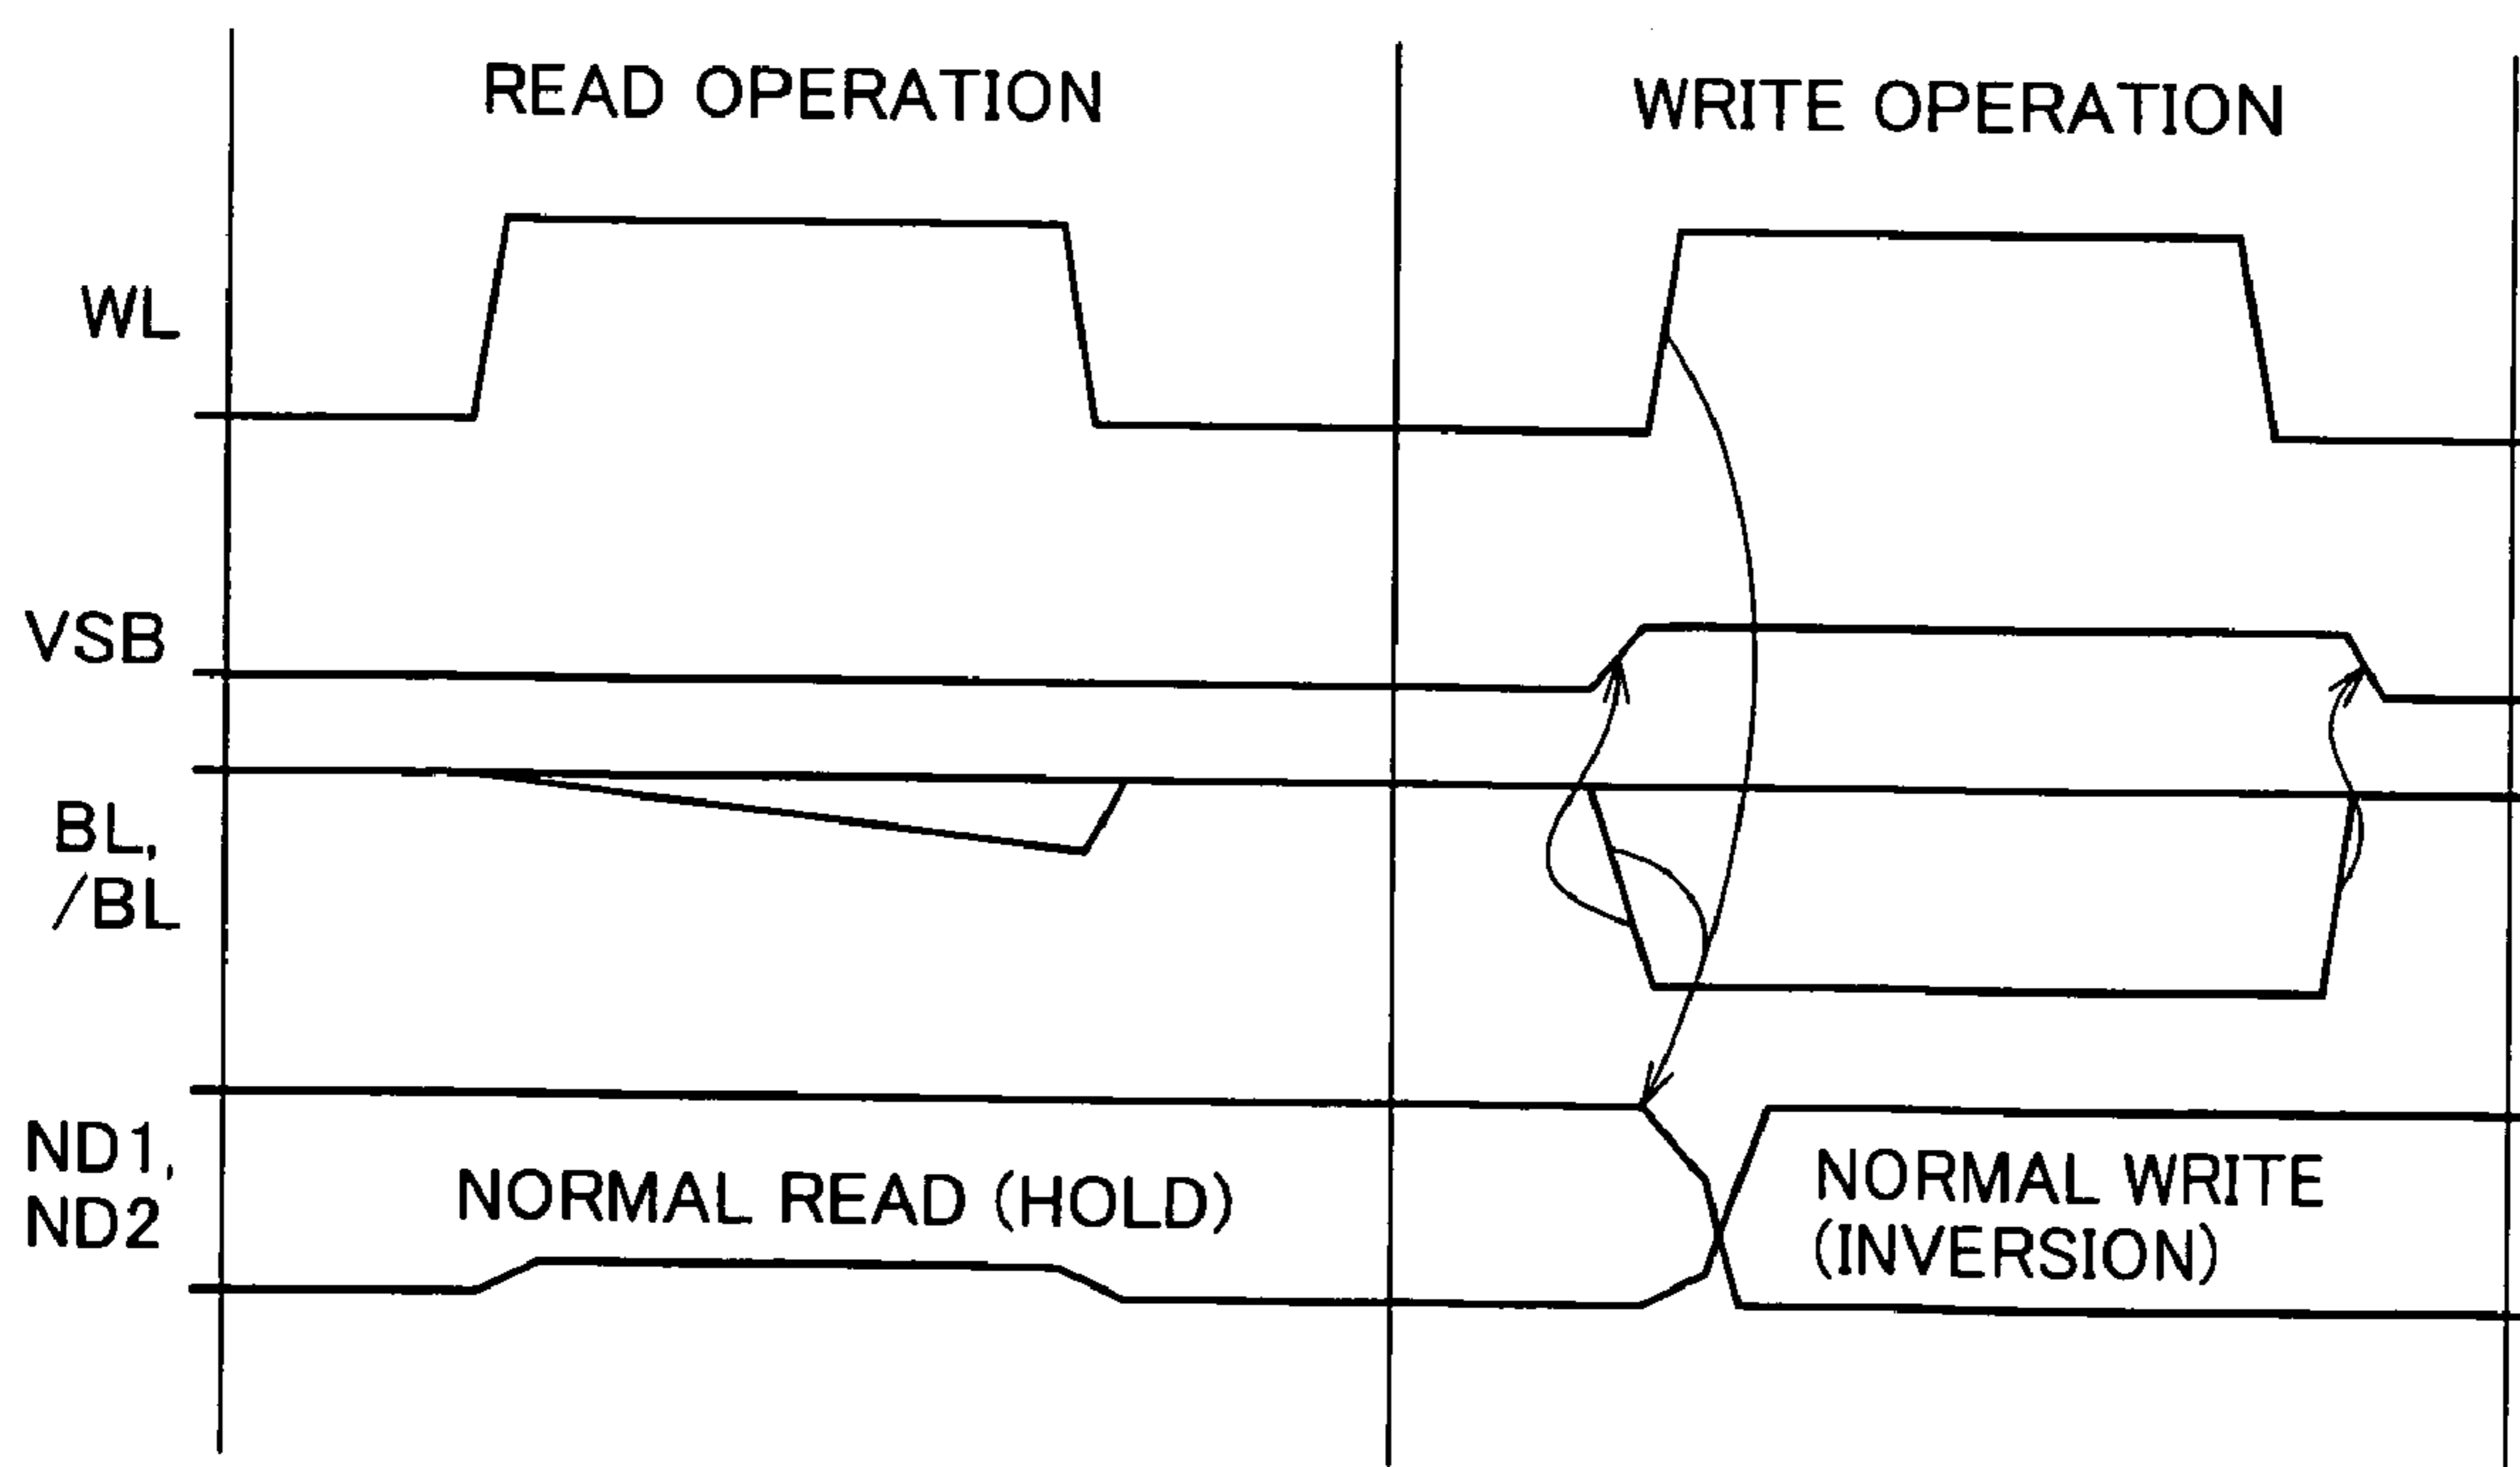 READ OPERATION
WRITE OPERATION
WL
VSB
BL,
/BL
ND1,
ND2
NORMAL READ (HOLD)
NORMAL WRITE
(INVERSION)